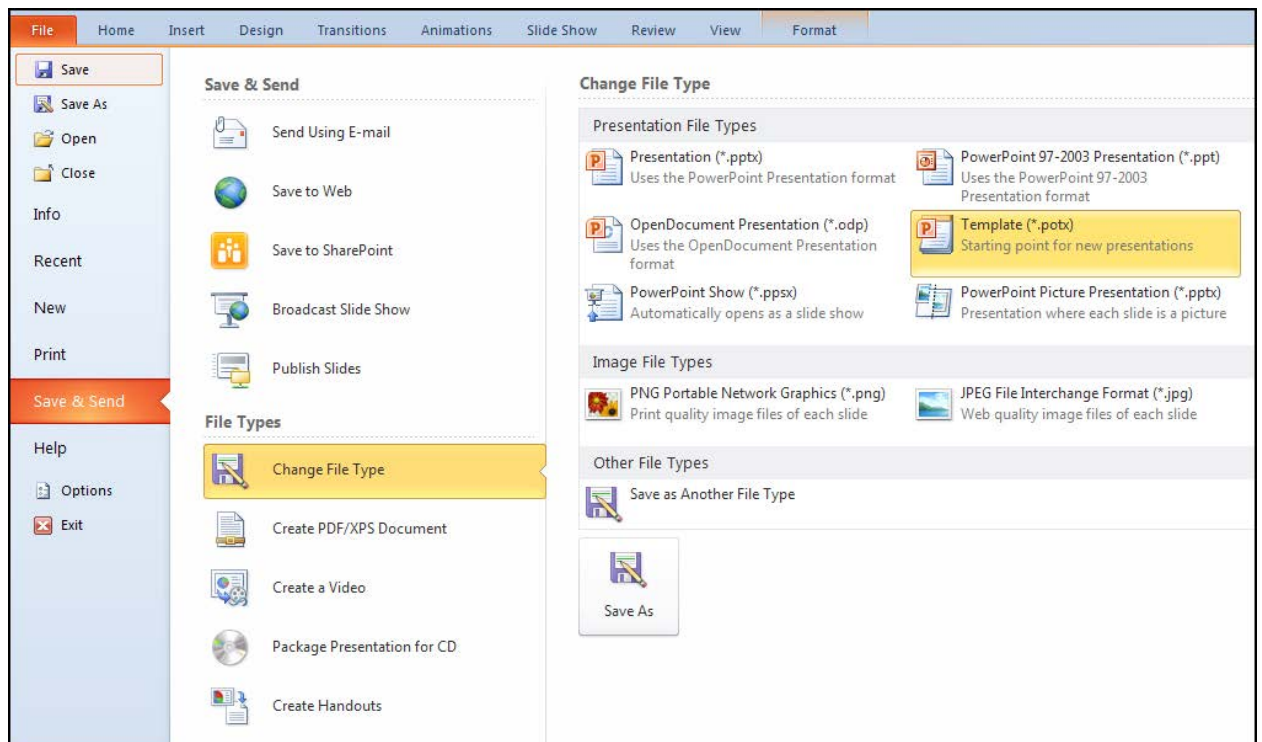 File Home Insert Design Transitions Animations Slide Show Review View Format
Save
Save As
Open
Close
Info
Recent
New
Print
Save & Send
Help
Options
Exit
Save & Send
Send Using E-mail
Save to Web
Save to SharePoint
Broadcast Slide Show
Publish Slides
File Types
Change File Type
Create PDF/XPS Document
Create a Video
Package Presentation for CD
Create Handouts
Change File Type
Presentation File Types
Presentation (*.pptx)
Uses the PowerPoint Presentation format
PowerPoint 97-2003 Presentation (*.ppt)
Uses the PowerPoint 97-2003
Presentation format
OpenDocument Presentation (*.odp)
Uses the OpenDocument Presentation
format
Template (*.potx)
Starting point for new presentations
PowerPoint Show (*.ppsx)
Automatically opens as a slide show
PowerPoint Picture Presentation (*.pptx)
Presentation where each slide is a picture
Image File Types
PNG Portable Network Graphics (*.png)
Print quality image files of each slide
JPEG File Interchange Format (*.jpg)
Web quality image files of each slide
Other File Types
Save as Another File Type
Save As